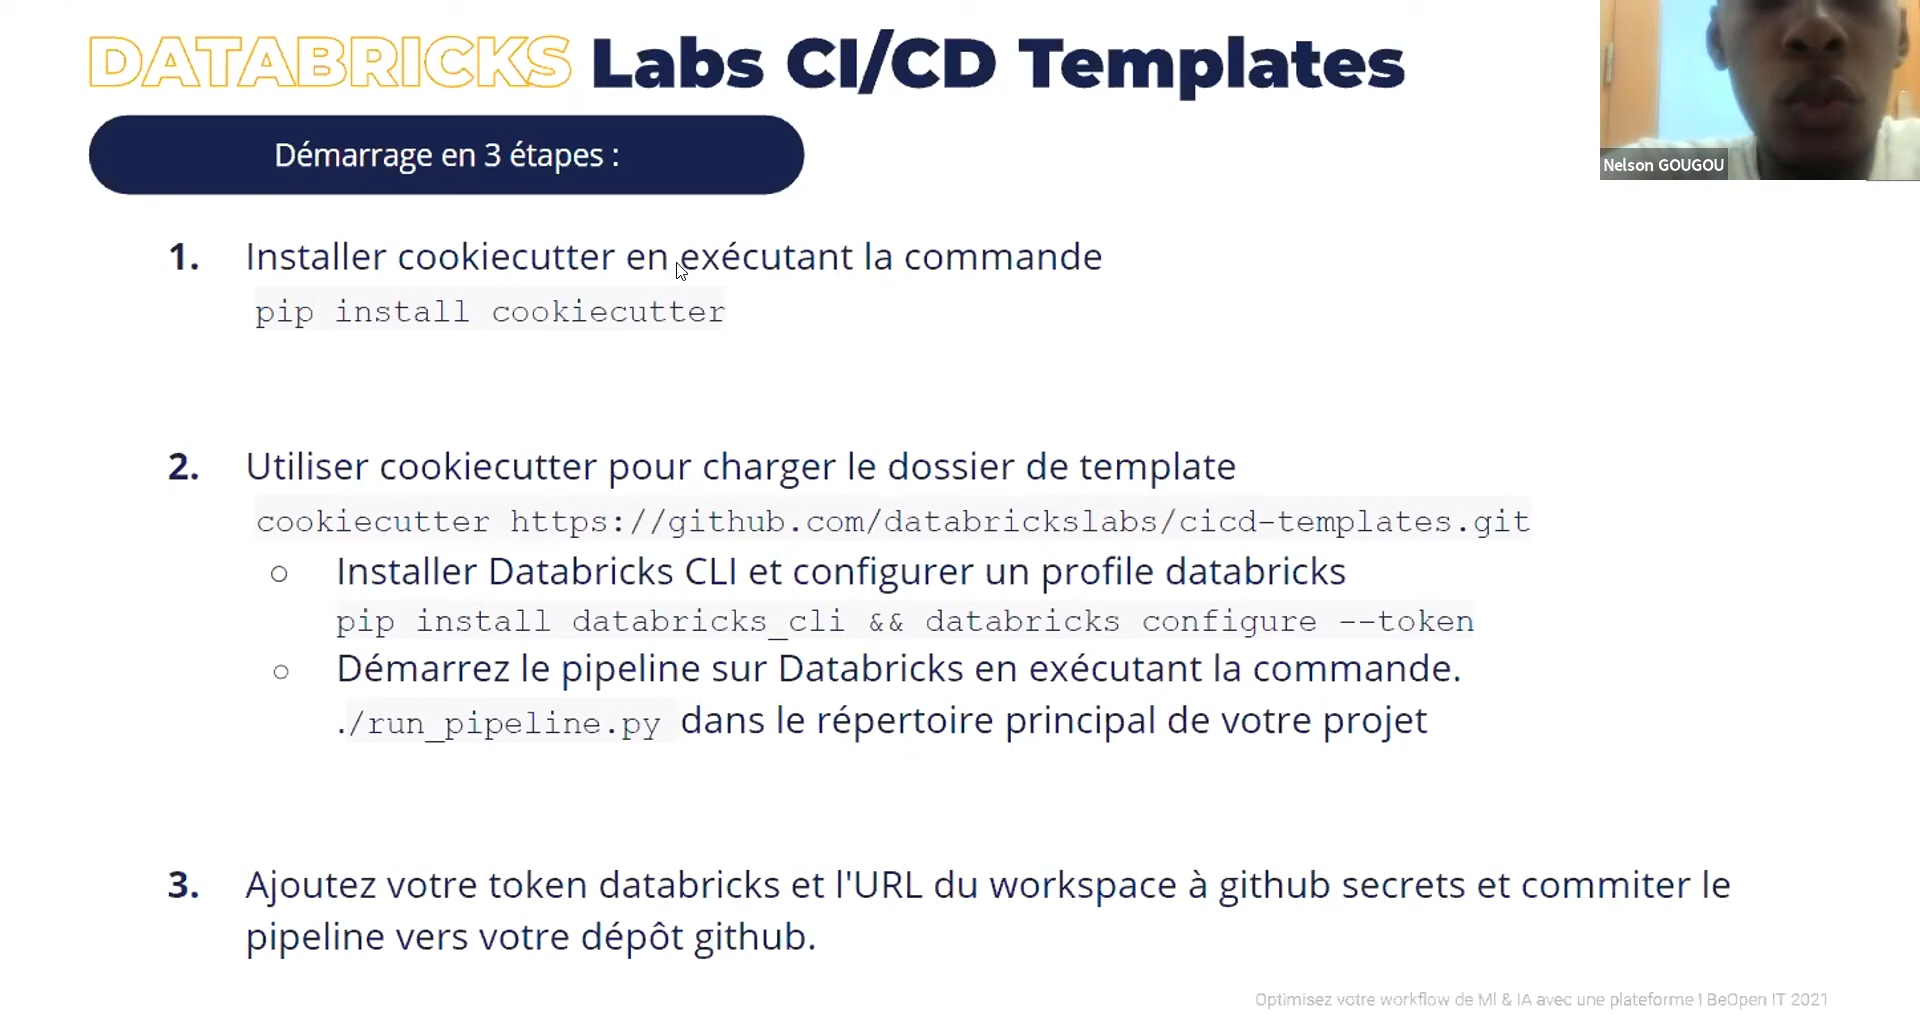 DATABRICKS Labs CI/CD Templates
Nelson GOUGOU
Démarrage en 3 étapes :
1. Installer cookiecutter en exécutant la commande
pip install cookiecutter
2. Utiliser cookiecutter pour charger le dossier de template
cookiecutter https://github.com/databrickslabs/cicd-templates.git
○ Installer Databricks CLI et configurer un profile databricks
pip install databricks_cli && databricks configure --token
○ Démarrez le pipeline sur Databricks en exécutant la commande.
./run_pipeline.py dans le répertoire principal de votre projet
3. Ajoutez votre token databricks et l'URL du workspace à github secrets et commiter le
pipeline vers votre dépôt github.
Optimisez votre workflow de Ml & IA avec une plateforme ! BeOpen IT 2021